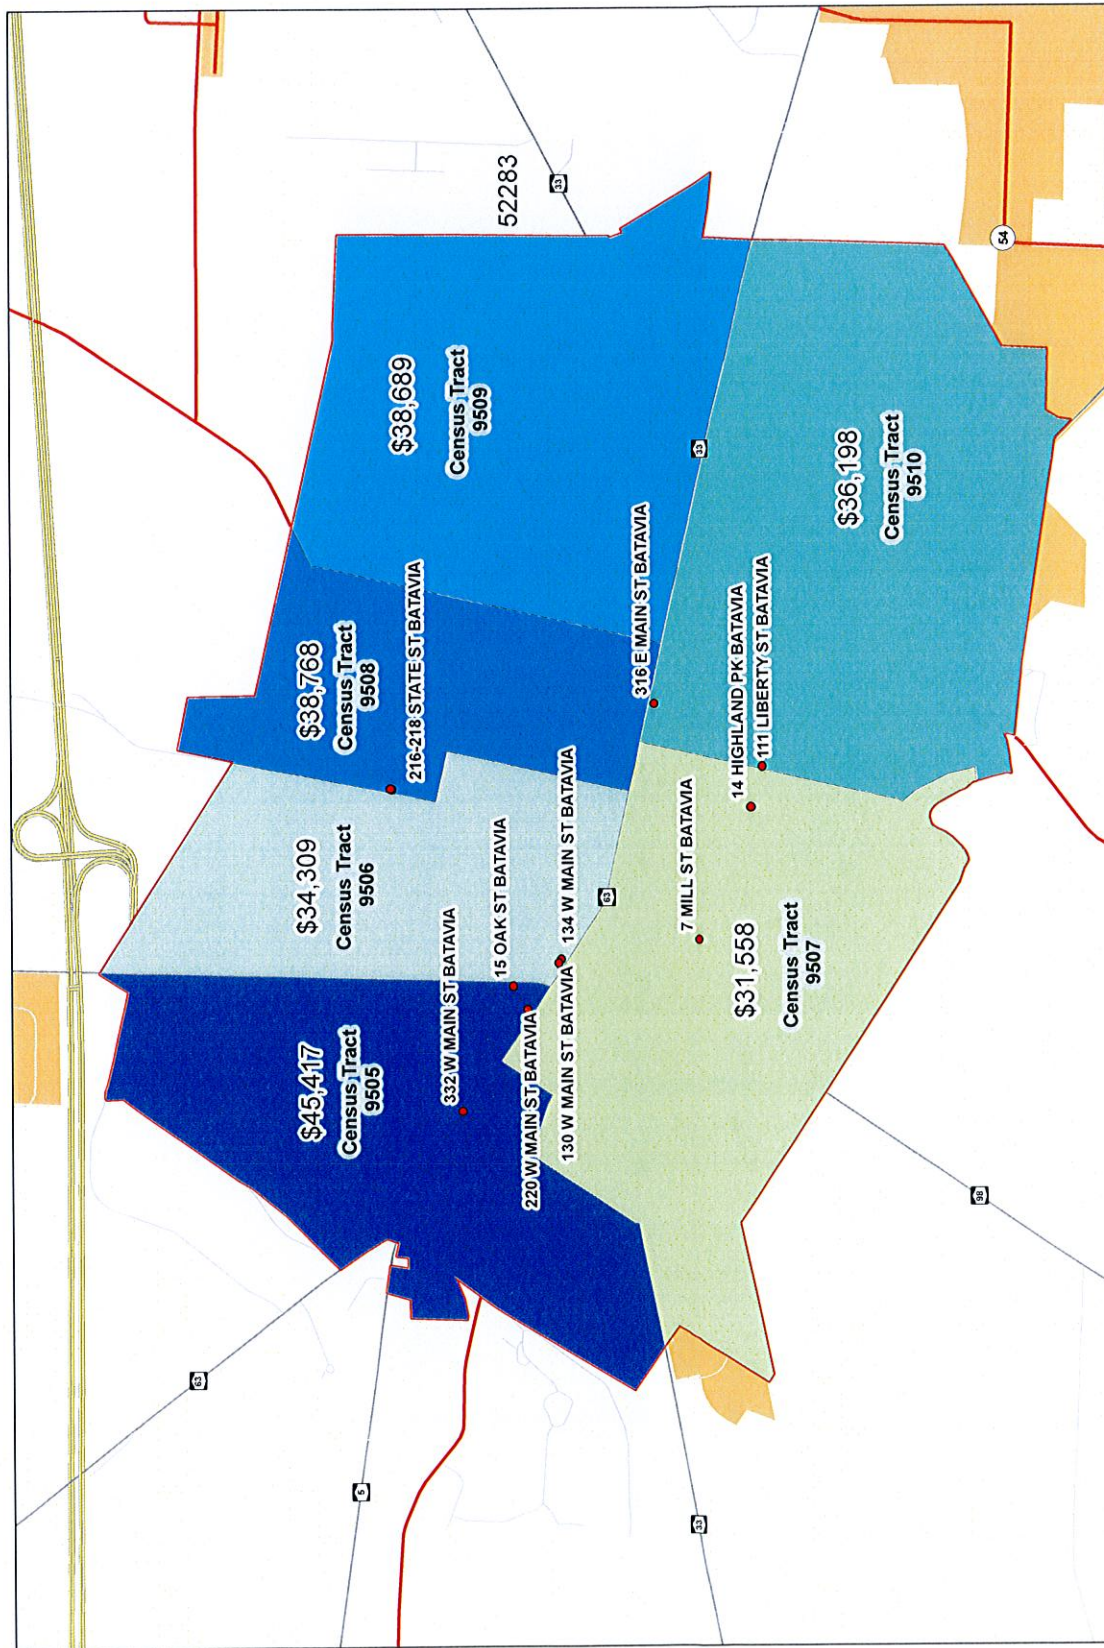 52283
33
54
$38,689
Census Tract
9509
33
$36,198
Census Tract
9510
$38,768
Census Tract
9508
216-218 STATE ST BATAVIA
316 E MAIN ST BATAVIA
14 HIGHLAND PK BATAVIA
111 LIBERTY ST BATAVIA
$34,309
Census Tract
9506
15 OAK ST BATAVIA
134 W MAIN ST BATAVIA
63
7 MILL ST BATAVIA
$45,417
Census Tract
9505
332 W MAIN ST BATAVIA
220 W MAIN ST BATAVIA
130 W MAIN ST BATAVIA
$31,558
Census Tract
9507
98
63
5
33